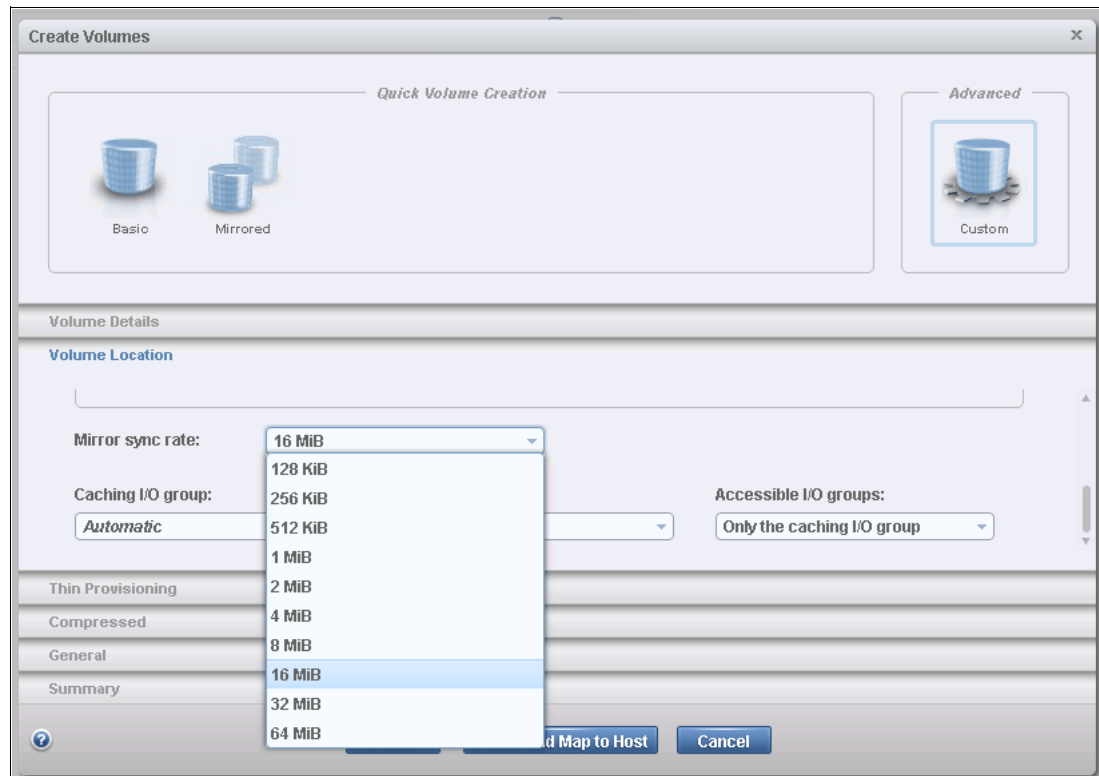 Create Volumes x
Quick Volume Creation
Advanced
Basic
Mirrored
Custom
Volume Details
Volume Location
Mirror sync rate: 16 MiB
128 KiB
Caching I/O group: 256 KiB Accessible I/O groups:
Automatic 512 KiB Only the caching I/O group
1 MiB
Thin Provisioning 2 MiB
Compressed 4 MiB
General 8 MiB
16 MiB
Summary
32 MiB
? 64 MiB Map to Host Cancel